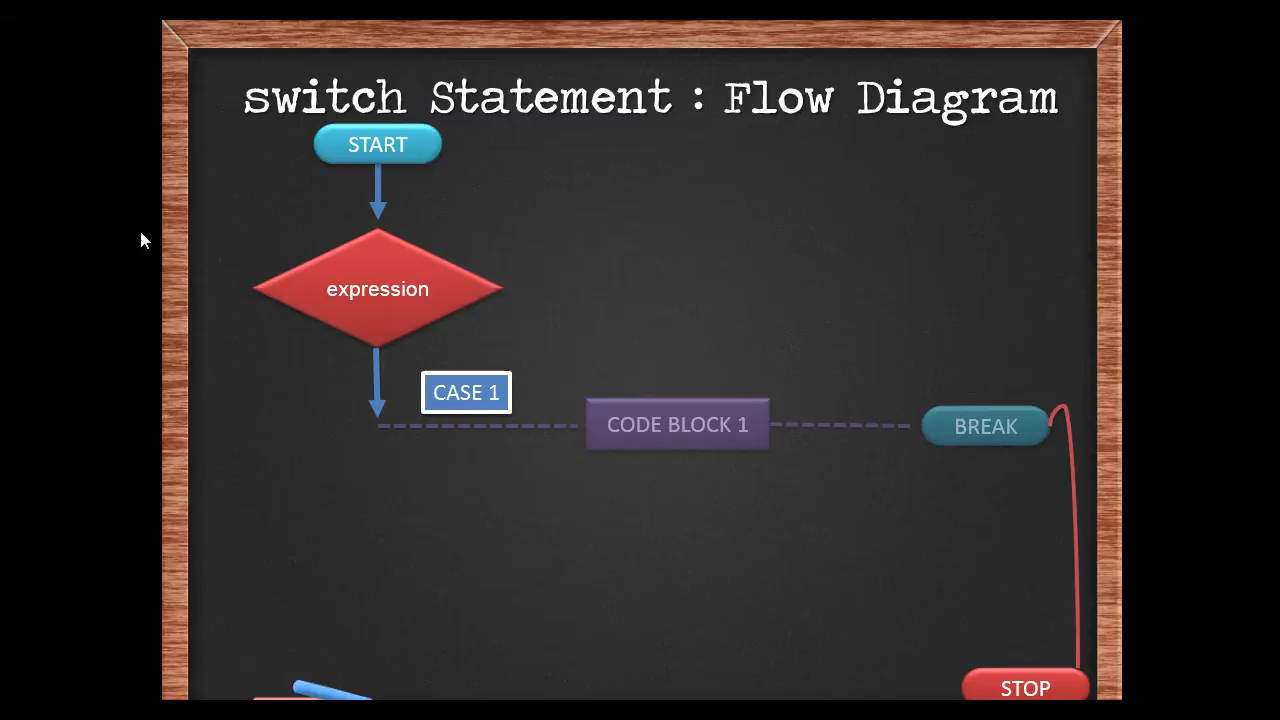 switch Statement : Flow Diagram
START
expression
CASE 1
CODE BLOCK 1
BREAK
STOP